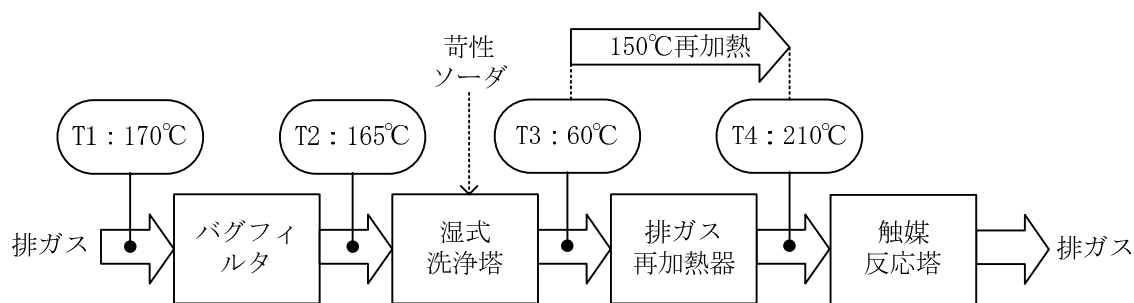 150℃再加熱
苛性
ソーダ
T1：170℃
T2：165℃
T3：60℃
T4：210℃
排ガス
バグフィ
ルタ
湿式
洗浄塔
排ガス
再加熱器
触媒
反応塔
排ガス